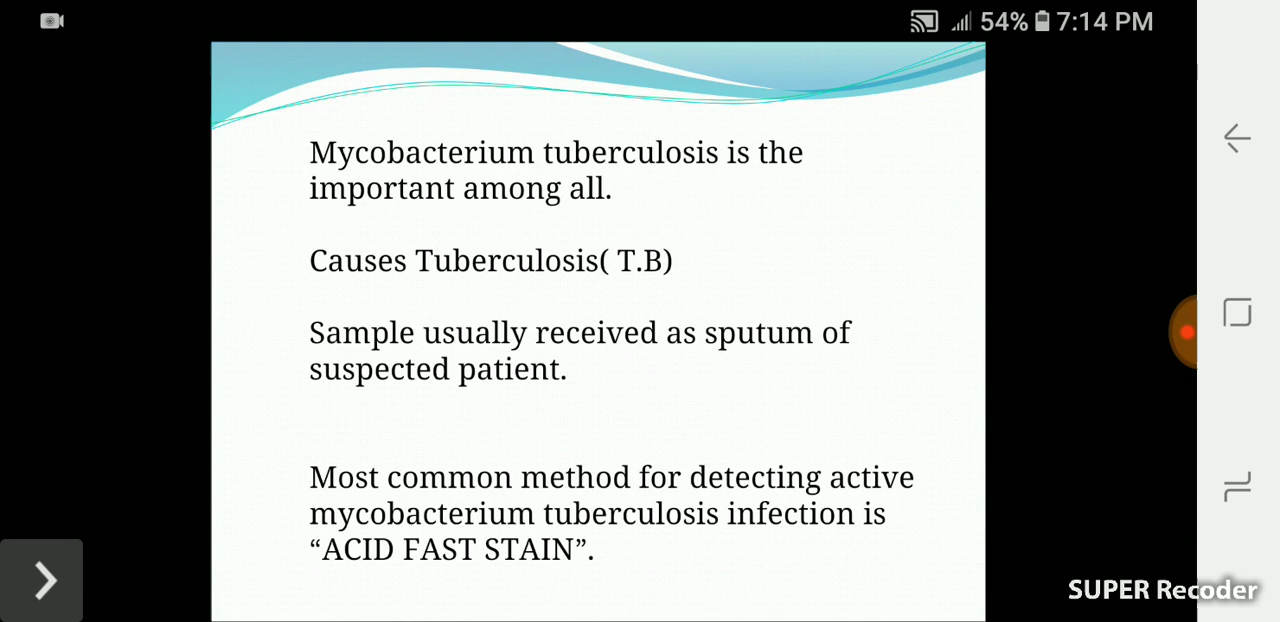 54% 7:14 PM
Mycobacterium tuberculosis is the
important among all.
Causes Tuberculosis( T.B)
Sample usually received as sputum of
suspected patient.
Most common method for detecting active
mycobacterium tuberculosis infection is
“ACID FAST STAIN”.
SUPER Recoder